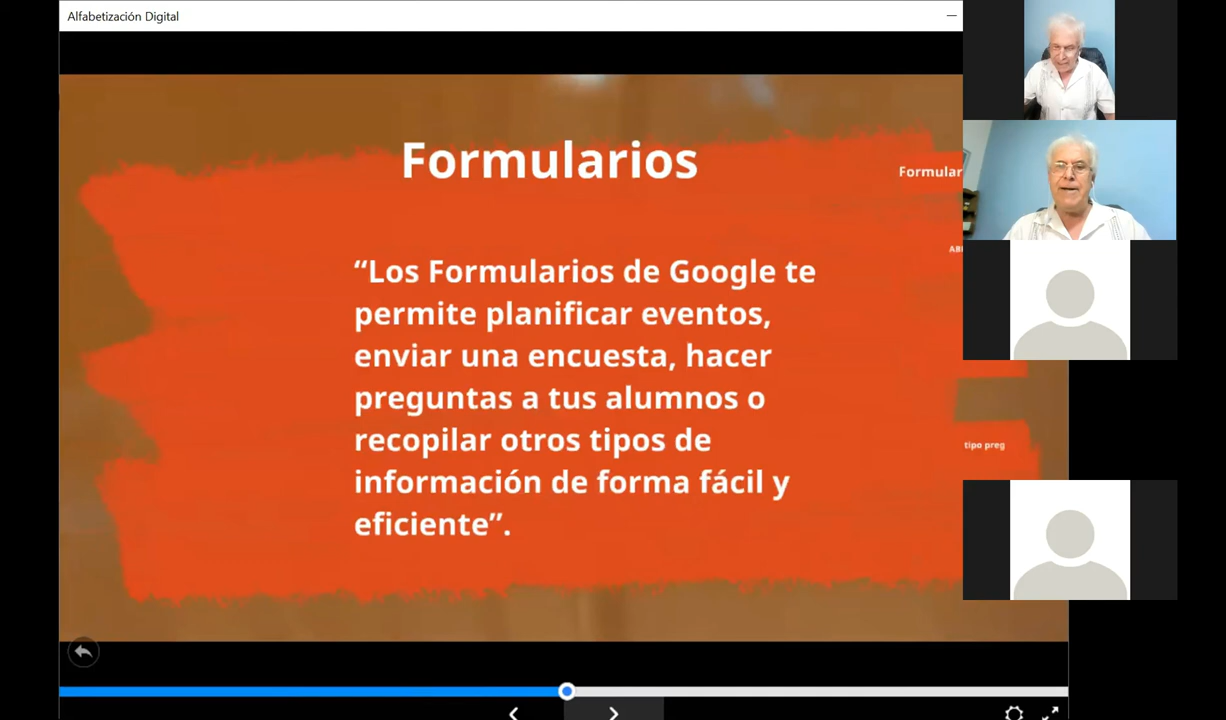 Alfabetización Digital
Formularios
Formular
“Los Formularios de Google te
permite planificar eventos,
enviar una encuesta, hacer
preguntas a tus alumnos o
recopilar otros tipos de
información de forma fácil y
eficiente”.
tipo preg